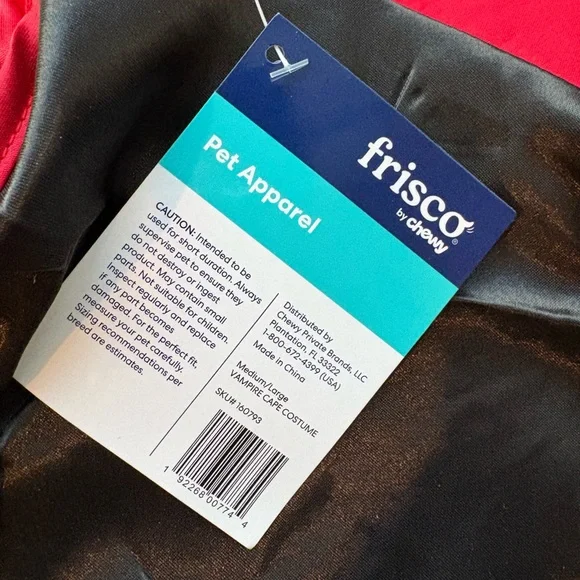 frisco®
by chewy
Pet Apparel
CAUTION: Intended to be
used for short duration. Always
supervise pet to ensure they
do not destroy or ingest
product. May contain small
parts. Not suitable for children.
inspect regularly and replace
if any part becomes
damaged. For the perfect fit,
measure your pet carefully.
Sizing recommendations per
breed are estimates.
Distributed by
Chewy Private Brands, LLC
Plantation, FL 33322
1-800-672-4399 (USA)
Made in China
Medium/Large
VAMPIRE CAPE COSTUME
SKU# 160793
1 92268 00774 4